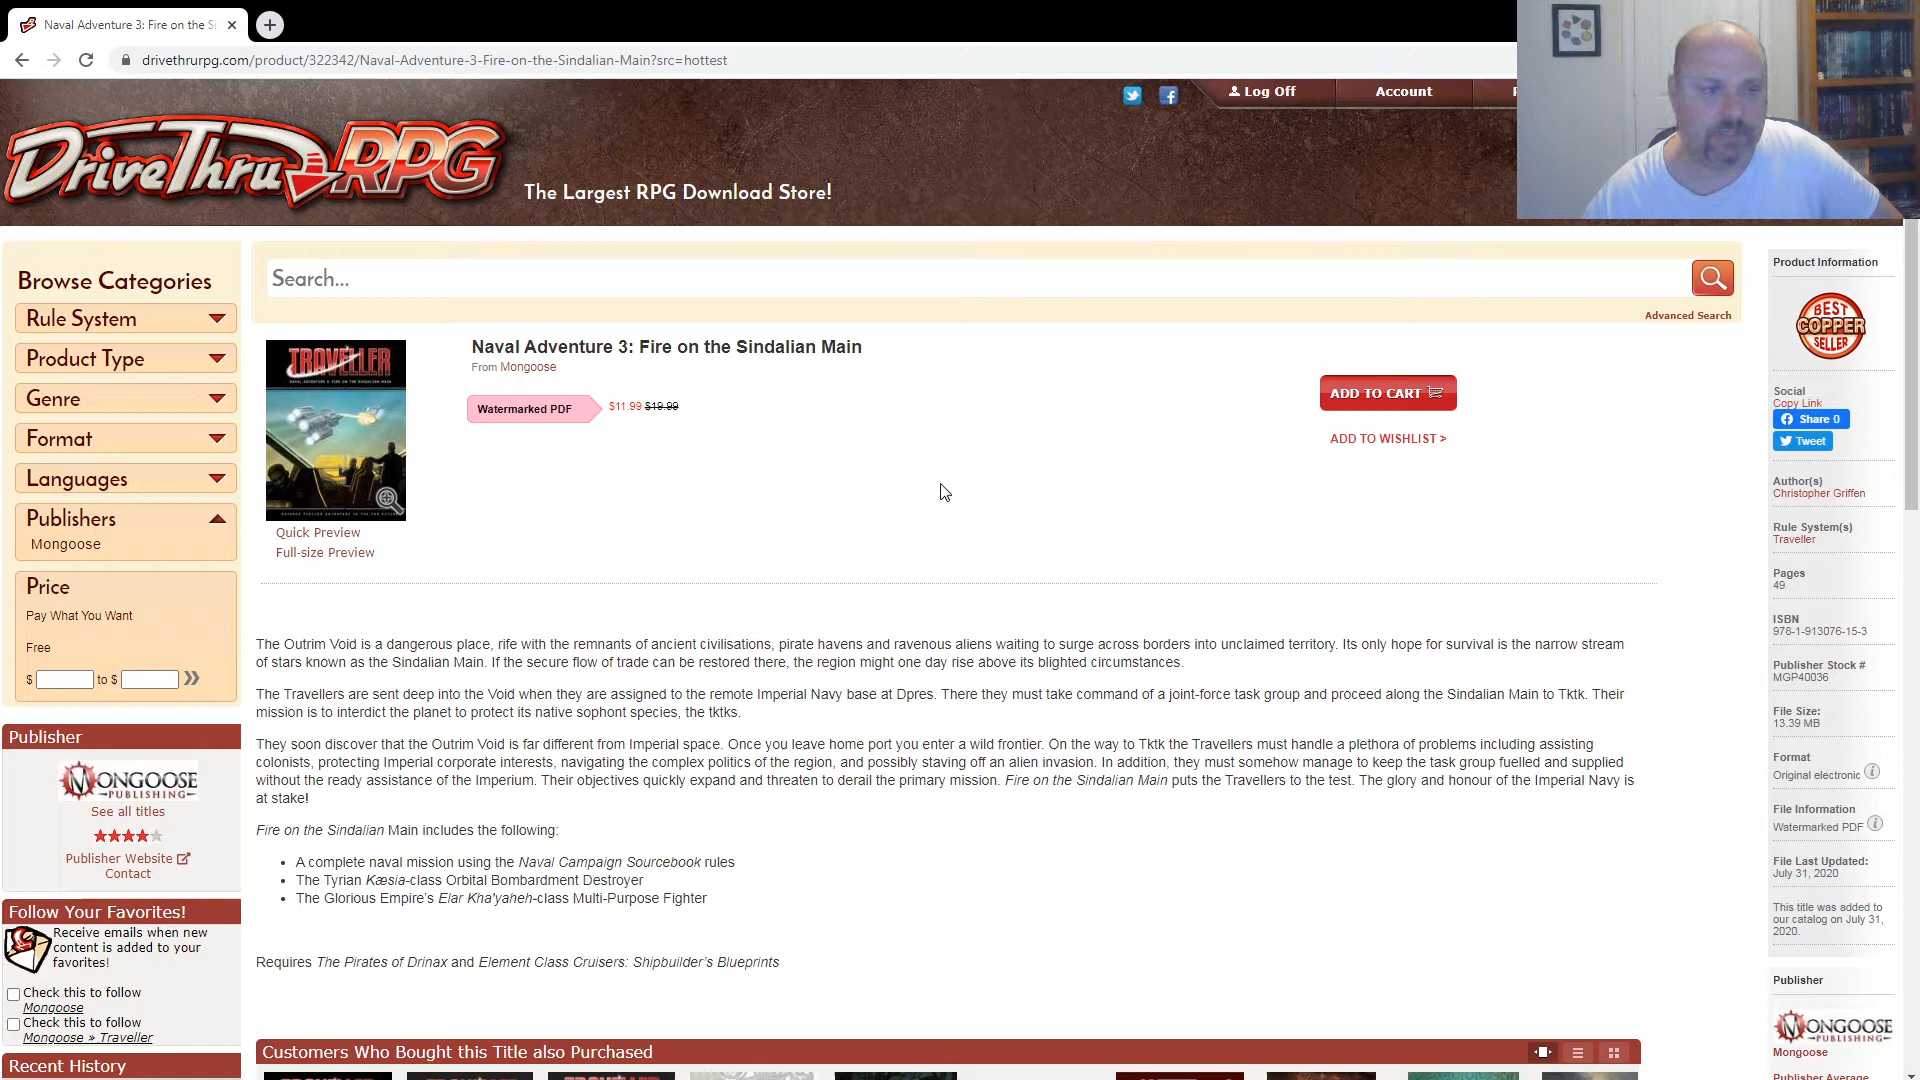 Naval Adventure 3: Fire on the Si
drivethrurpg.com/product/322342/Naval-Adventure-3-Fire-on-the-Sindalian-Main?src=hottest
Log Off
Account
DriveThruRPG
The Largest RPG Download Store!
Browse Categories
Rule System
Product Type
Genre
Format
Languages
Publishers
Mongoose
Price
Pay What You Want
Free
$ to $
Publisher
MONGOOSE
PUBLISHING
See all titles
Publisher Website
Contact
Follow Your Favorites!
Receive emails when new
content is added to your
favorites!
Check this to follow
Mongoose
Check this to follow
Mongoose » Traveller
Recent History
Search...
Advanced Search
TRAVELLER
NAVAL ADVENTURE 3: FIRE ON THE SINDALIAN MAIN
Quick Preview
Full-size Preview
Naval Adventure 3: Fire on the Sindalian Main
From Mongoose
Watermarked PDF
$11.99 $19.99
ADD TO CART
ADD TO WISHLIST >
The Outrim Void is a dangerous place, rife with the remnants of ancient civilisations, pirate havens and ravenous aliens waiting to surge across borders into unclaimed territory. Its only hope for survival is the narrow stream
of stars known as the Sindalian Main. If the secure flow of trade can be restored there, the region might one day rise above its blighted circumstances.
The Travellers are sent deep into the Void when they are assigned to the remote Imperial Navy base at Dpres. There they must take command of a joint-force task group and proceed along the Sindalian Main to Tktk. Their
mission is to interdict the planet to protect its native sophont species, the tktks.
They soon discover that the Outrim Void is far different from Imperial space. Once you leave home port you enter a wild frontier. On the way to Tktk the Travellers must handle a plethora of problems including assisting
colonists, protecting Imperial corporate interests, navigating the complex politics of the region, and possibly staving off an alien invasion. In addition, they must somehow manage to keep the task group fuelled and supplied
without the ready assistance of the Imperium. Their objectives quickly expand and threaten to derail the primary mission. Fire on the Sindalian Main puts the Travellers to the test. The glory and honour of the Imperial Navy is
at stake!
Fire on the Sindalian Main includes the following:
• A complete naval mission using the Naval Campaign Sourcebook rules
• The Tyrian Kæsia-class Orbital Bombardment Destroyer
• The Glorious Empire's Elar Kha'yaheh-class Multi-Purpose Fighter
Requires The Pirates of Drinax and Element Class Cruisers: Shipbuilder's Blueprints
Customers Who Bought this Title also Purchased
Product Information
BEST
COPPER
SELLER
Social
Copy Link
Share 0
Tweet
Author(s)
Christopher Griffen
Rule System(s)
Traveller
Pages
49
ISBN
978-1-913076-15-3
Publisher Stock #
MGP40036
File Size:
13.39 MB
Format
Original electronic
File Information
Watermarked PDF
File Last Updated:
July 31, 2020
This title was added to
our catalog on July 31,
2020.
Publisher
MONGOOSE
PUBLISHING
Mongoose
Publisher Average